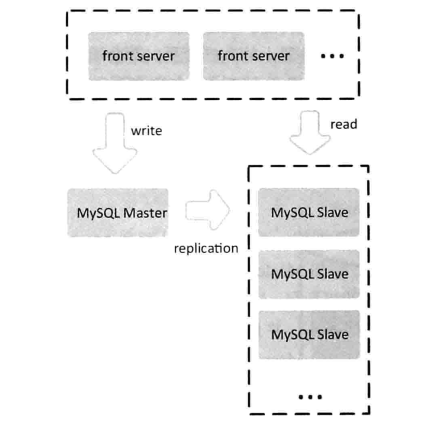 front server
front server
...
write
read
MySQL Master
replication
MySQL Slave
MySQL Slave
MySQL Slave
...